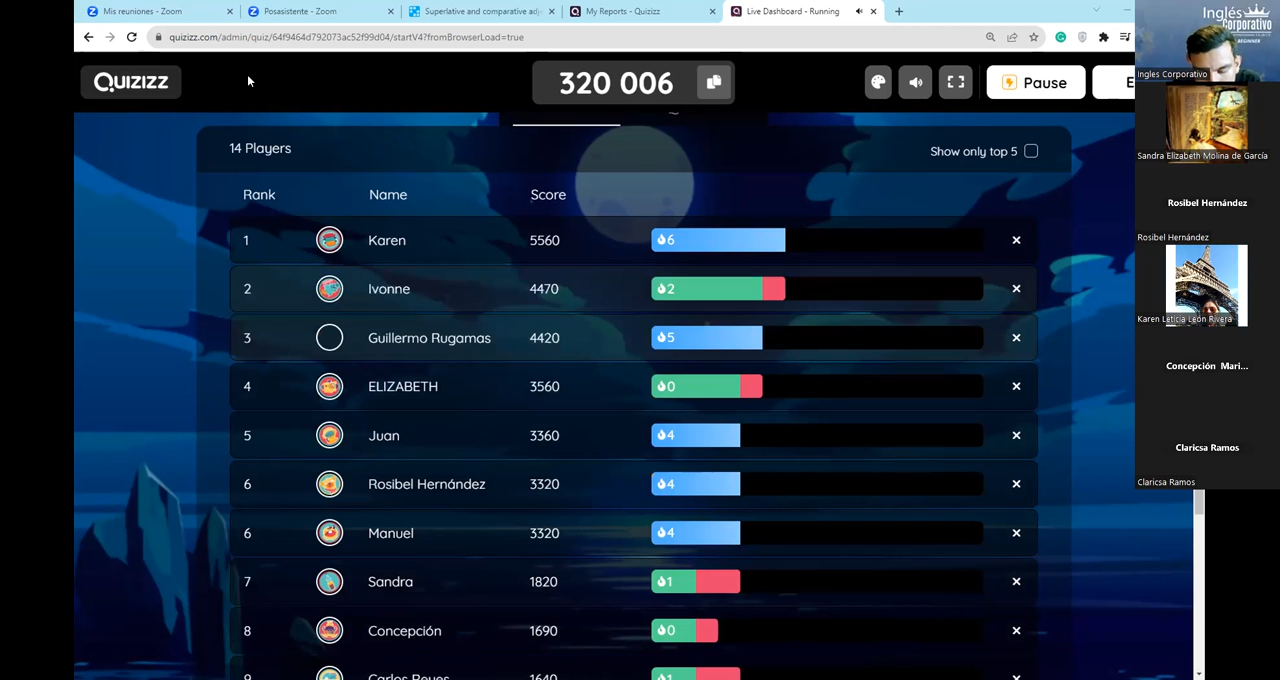 Mis reuniones - Zoom
Posasistente - Zoom
Superlative and comparative adj
My Reports - Quizizz
Live Dashboard - Running
quizizz.com/admin/quiz/64f9464d792073ac52f99d04/startV4?fromBrowserLoad=true
Quizizz
320 006
Pause
E
14 Players
Show only top 5
Rank Name Score
1 Karen 5560 6
2 Ivonne 4470 2
3 Guillermo Rugamas 4420 5
4 ELIZABETH 3560 0
5 Juan 3360 4
6 Rosibel Hernández 3320 4
6 Manuel 3320 4
7 Sandra 1820 1
8 Concepción 1690 0
9 Carlos Reyes 1640 1
Inglés
Corporativo
BEGINNER
Ingles Corporativo
Sandra Elizabeth Molina de García
Rosibel Hernández
Rosibel Hernández
Karen Leticia León Rivera
Concepción Mari...
Claricsa Ramos
Claricsa Ramos